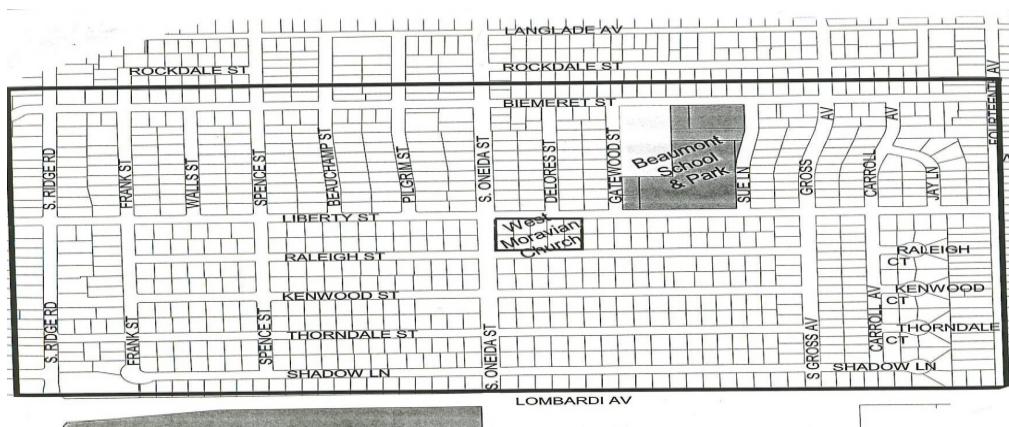 LANGLADE AV
ROCKDALE ST
ROCKDALE ST
FOURTEENTH AV
BIEMERET ST
S. RIDGE RD
FRANK ST
WALLS ST
SPENCE ST
BEAUCHAMP ST
PILGRIM ST
S. ONEIDA ST
DELORES ST
GATEWOOD ST
Beaumont
School
& Park
SUE LN
GROSS
AV
CARROLL
AV
JAY LN
LIBERTY ST
West
Moravian
Church
RALEIGH ST
RALEIGH
CT
KENWOOD ST
KENWOOD
CT
CARROLL AV
S. RIDGE RD
FRANK ST
SPENCE ST
THORNDALE ST
S. ONEIDA ST
S GROSS AV
THORNDALE
CT
SHADOW LN
SHADOW LN
LOMBARDI AV